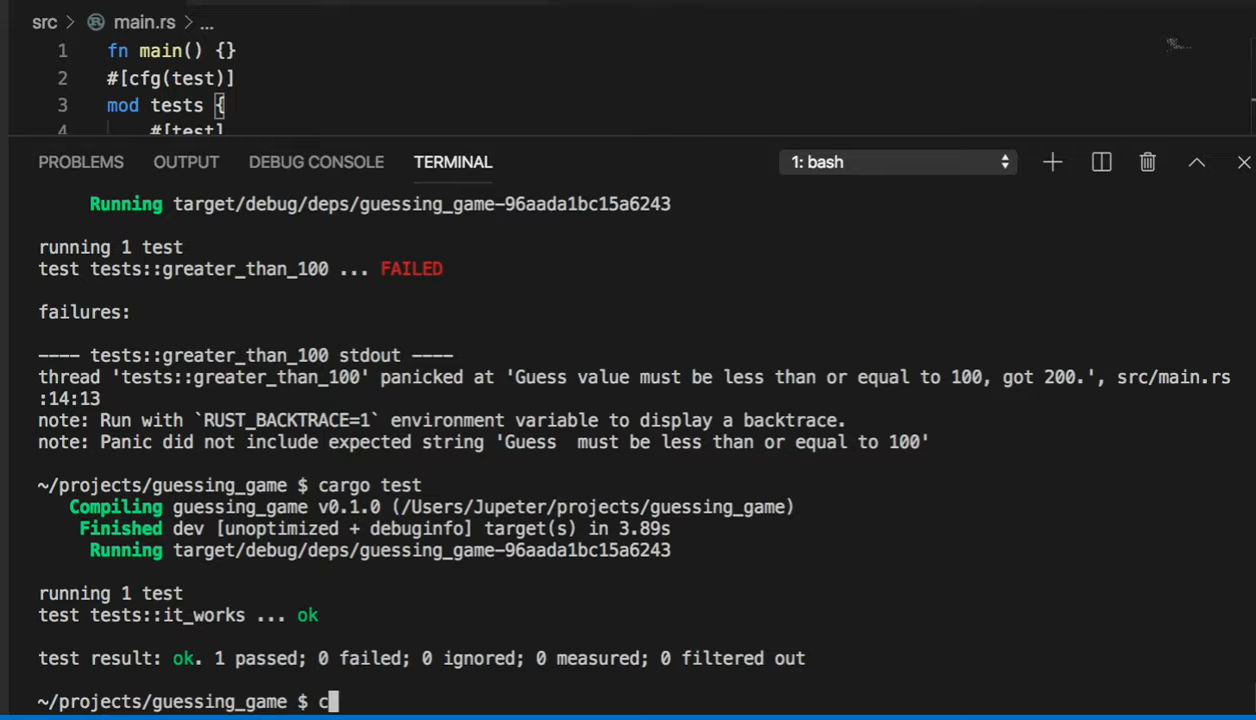 src > main.rs > ...
1 fn main() {}
2 #[cfg(test)]
3 mod tests {
4 #[test]
PROBLEMS OUTPUT DEBUG CONSOLE TERMINAL 1: bash
Running target/debug/deps/guessing_game-96aada1bc15a6243
running 1 test
test tests::greater_than_100 ... FAILED
failures:
---- tests::greater_than_100 stdout ----
thread 'tests::greater_than_100' panicked at 'Guess value must be less than or equal to 100, got 200.', src/main.rs
:14:13
note: Run with `RUST_BACKTRACE=1` environment variable to display a backtrace.
note: Panic did not include expected string 'Guess  must be less than or equal to 100'
~/projects/guessing_game $ cargo test
Compiling guessing_game v0.1.0 (/Users/Jupeter/projects/guessing_game)
Finished dev [unoptimized + debuginfo] target(s) in 3.89s
Running target/debug/deps/guessing_game-96aada1bc15a6243
running 1 test
test tests::it_works ... ok
test result: ok. 1 passed; 0 failed; 0 ignored; 0 measured; 0 filtered out
~/projects/guessing_game $ c